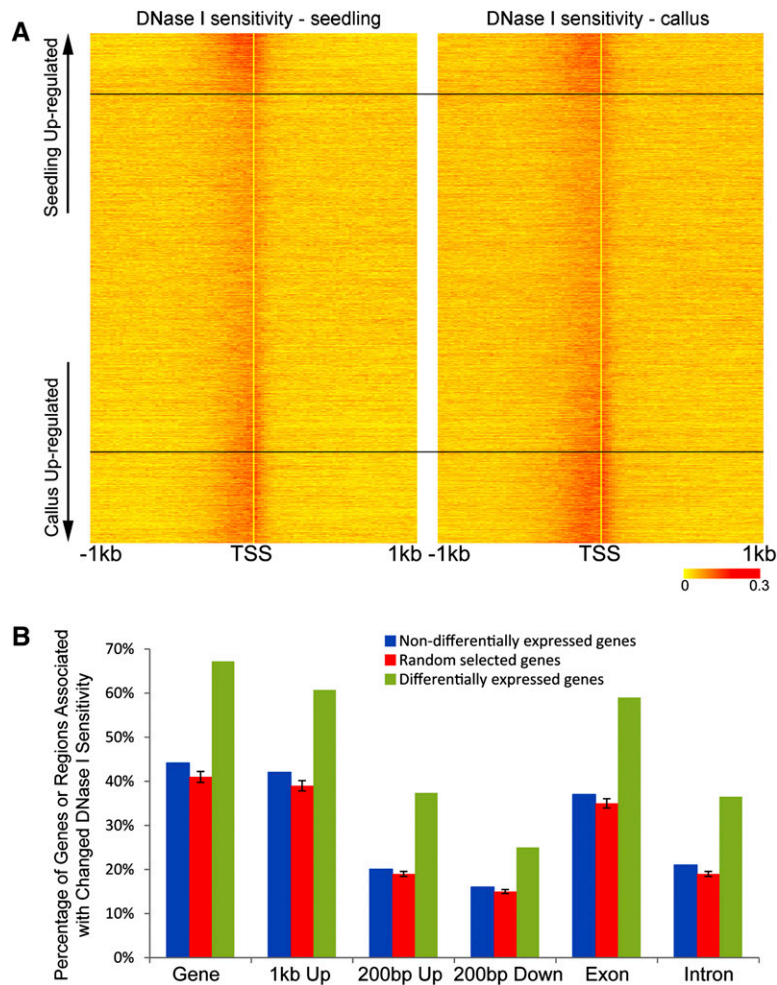 A
DNase I sensitivity - seedling
DNase I sensitivity - callus
Seedling Up-regulated
Callus Up-regulated
-1kb
TSS
1kb
-1kb
TSS
1kb
0
0.3
B
Percentage of Genes or Regions Associated
with Changed DNase I Sensitivity
70%
60%
50%
40%
30%
20%
10%
0%
Non-differentially expressed genes
Random selected genes
Differentially expressed genes
Gene
1kb Up
200bp Up
200bp Down
Exon
Intron